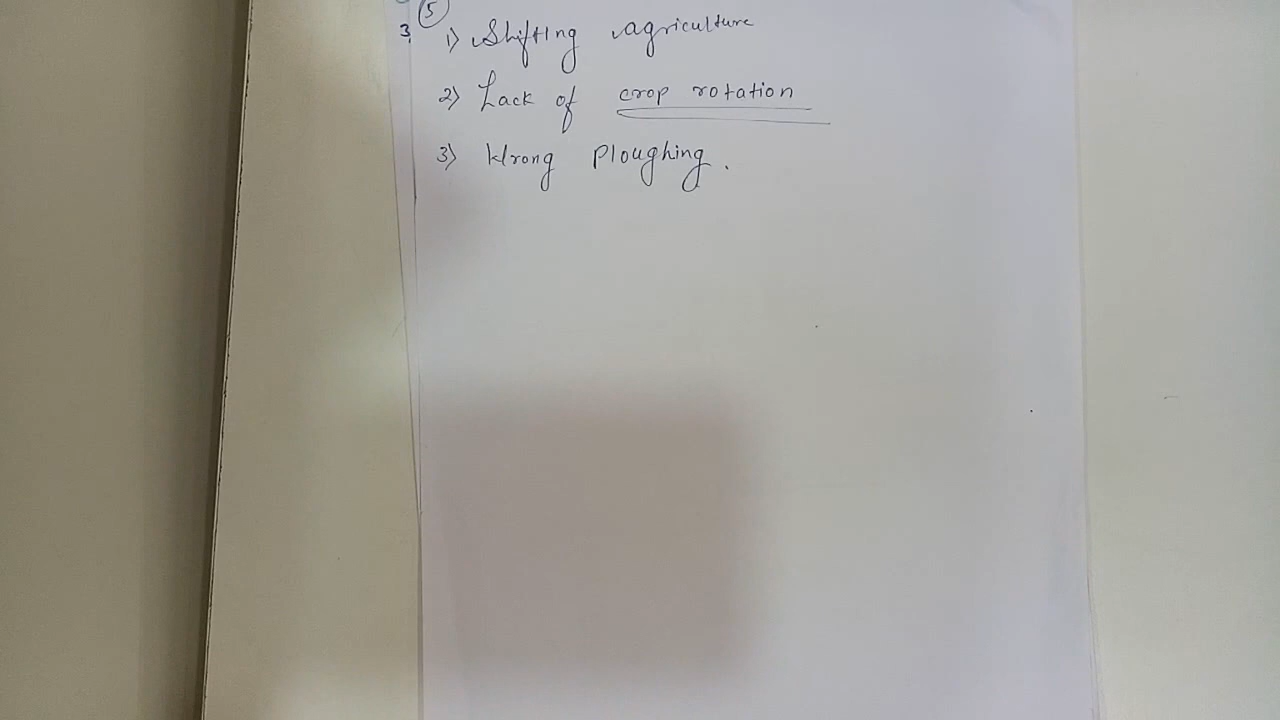 5
3. 1) Shifting agriculture
2) Lack of crop rotation
3) Wrong Ploughing.